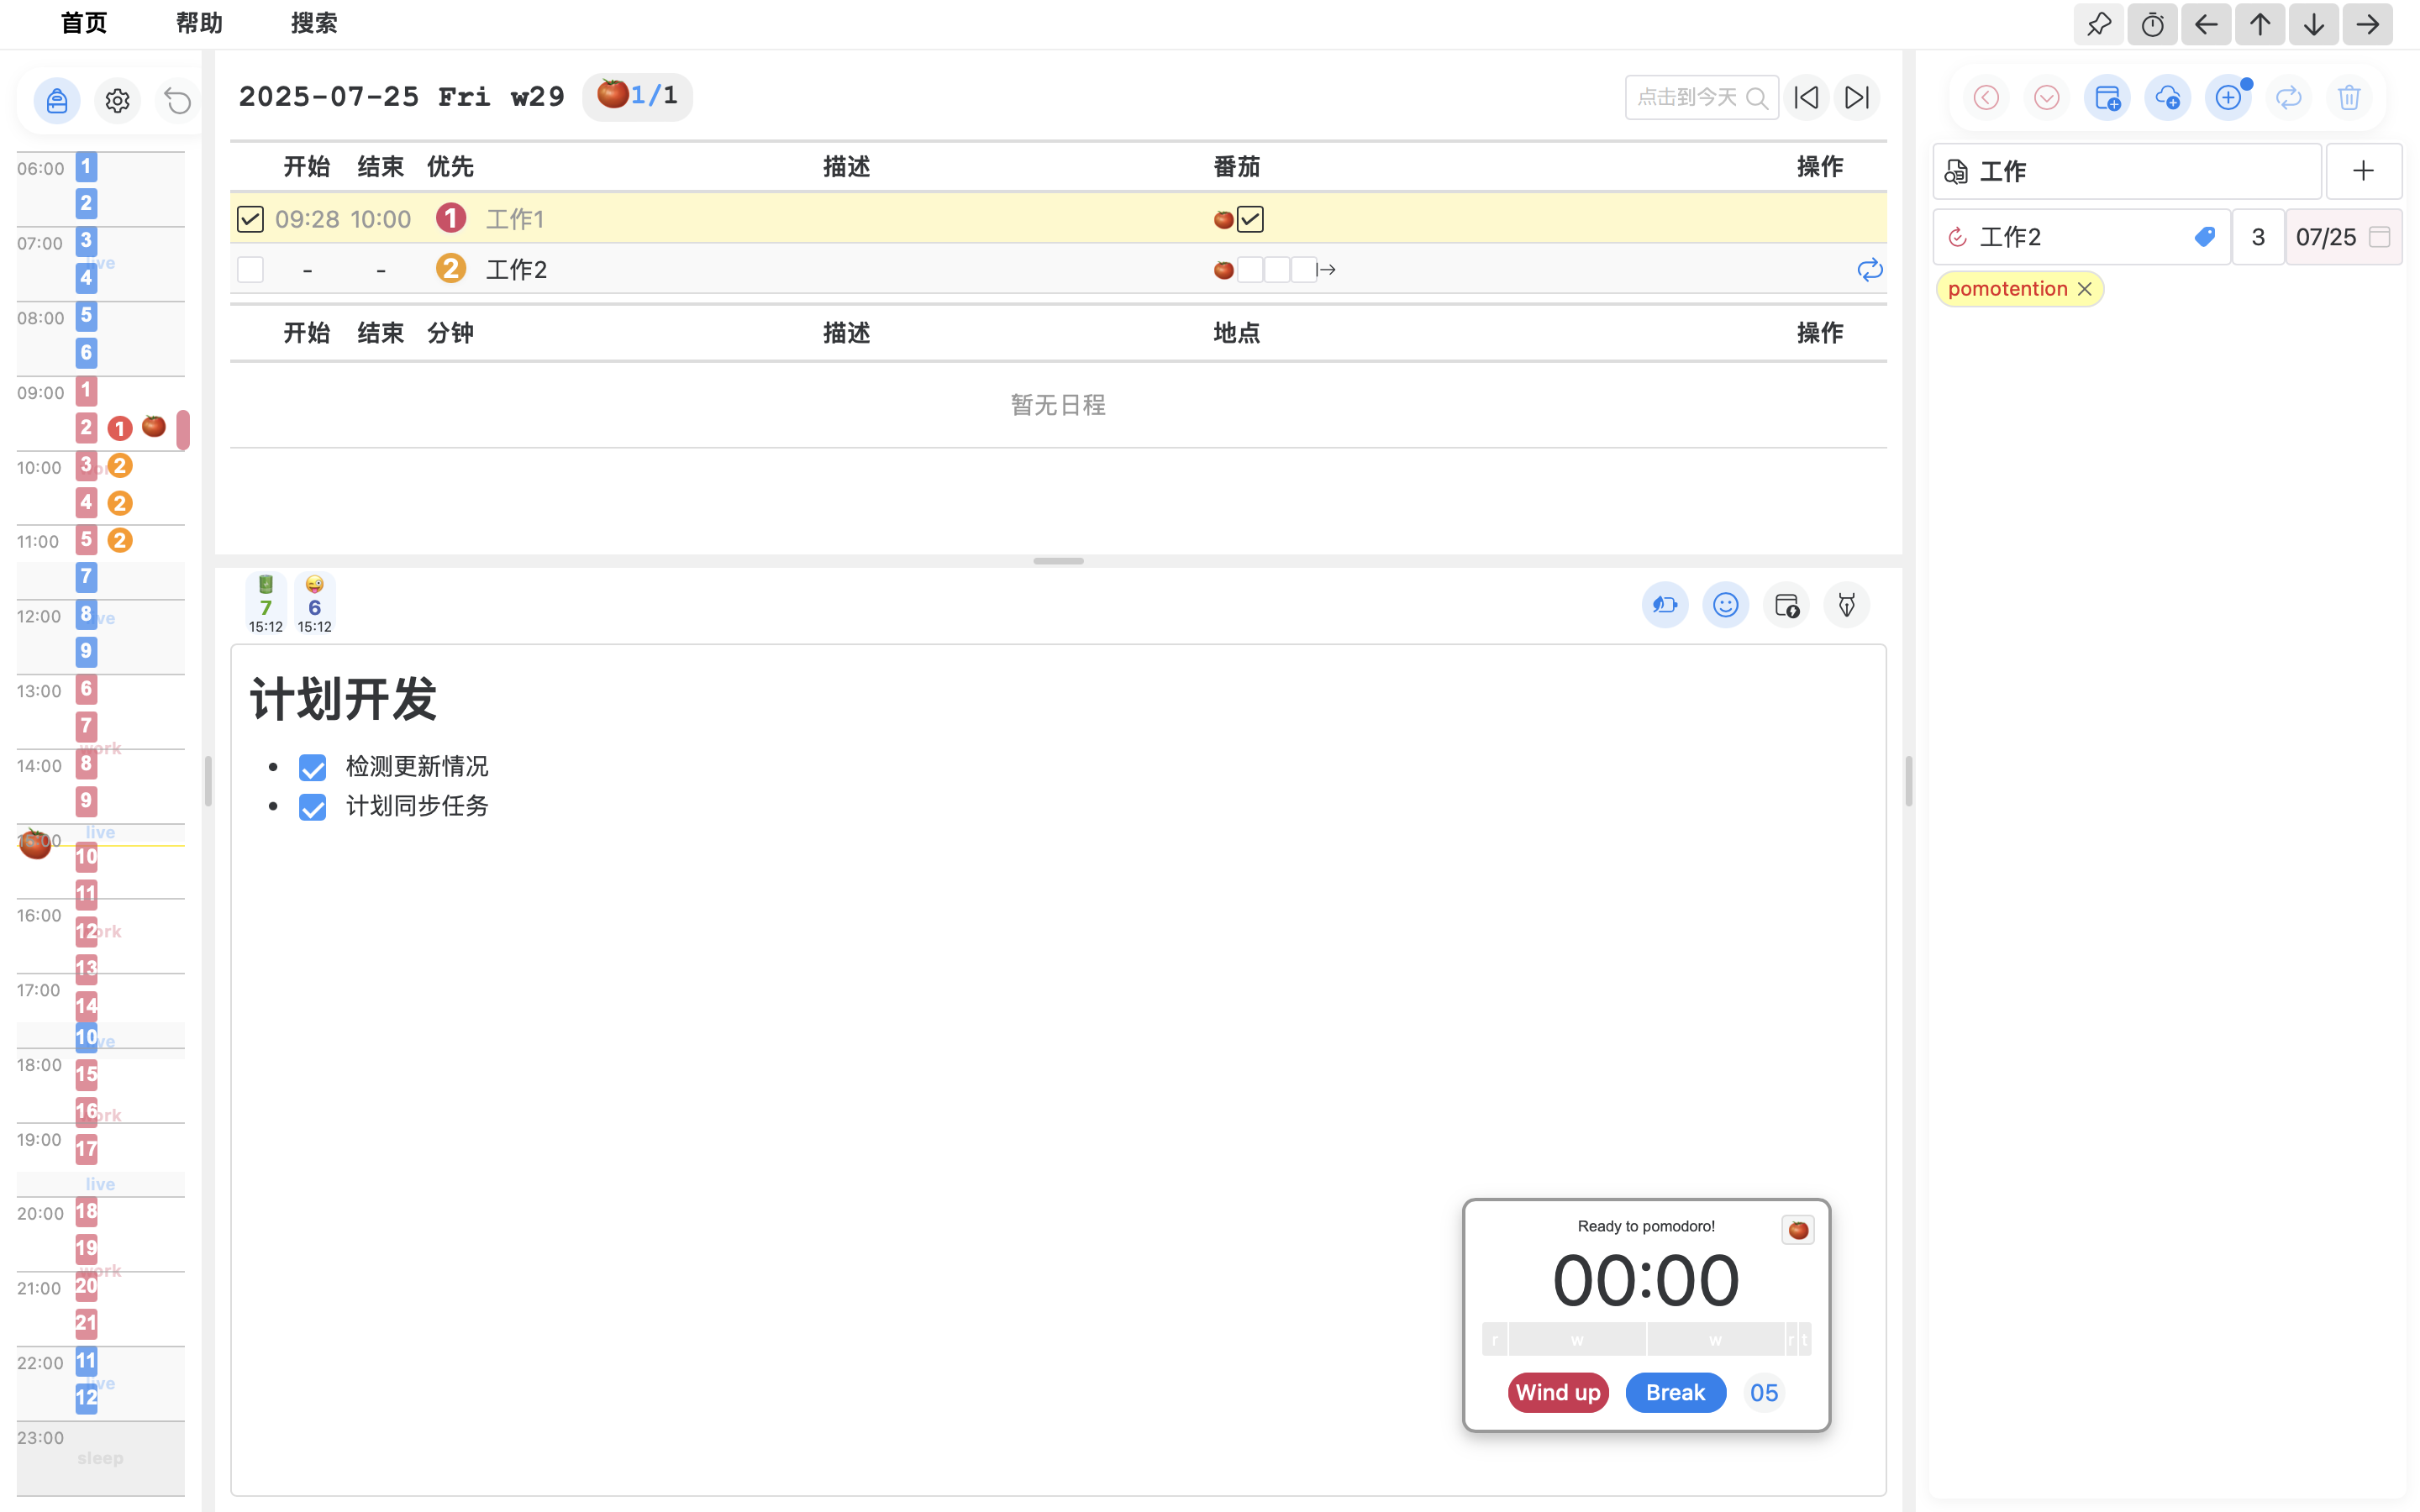 首页 帮助 搜索
2025-07-25 Fri w29 1/1 点击到今天
开始 结束 优先 描述 番茄 操作
09:28 10:00 1 工作1
- - 2 工作2
开始 结束 分钟 描述 地点 操作
暂无日程
06:00 1
2
07:00 3
live
4
08:00 5
6
09:00 1
2 1
10:00 3 2
4 2
11:00 5 2
7
12:00 8
9
13:00 6
7
work
14:00 8
9
live
10
11
16:00 12
13
17:00 14
10
18:00 15
16
19:00 17
live
20:00 18
19
work
21:00 20
21
22:00 11
live
12
23:00
sleep
7 6
15:12 15:12
计划开发
检测更新情况
计划同步任务
Ready to pomodoro!
00:00
r w w r t
Wind up Break 05
工作 +
工作2 3 07/25
pomotention